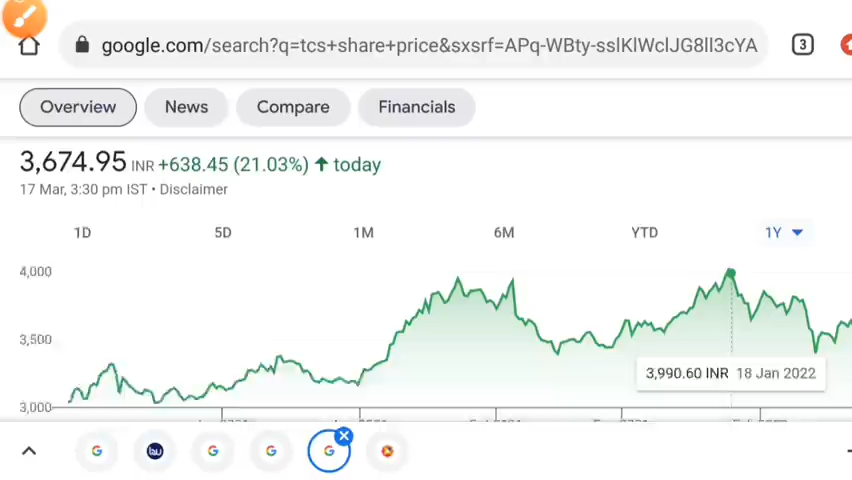 google.com/search?q=tcs+share+price&sxsrf=APq-WBty-sslKlWclJG8ll3cYA
3
Overview News Compare Financials
3,674.95 INR +638.45 (21.03%) ↑ today
17 Mar, 3:30 pm IST • Disclaimer
1D 5D 1M 6M YTD 1Y
4,000
3,500
3,990.60 INR 18 Jan 2022
3,000